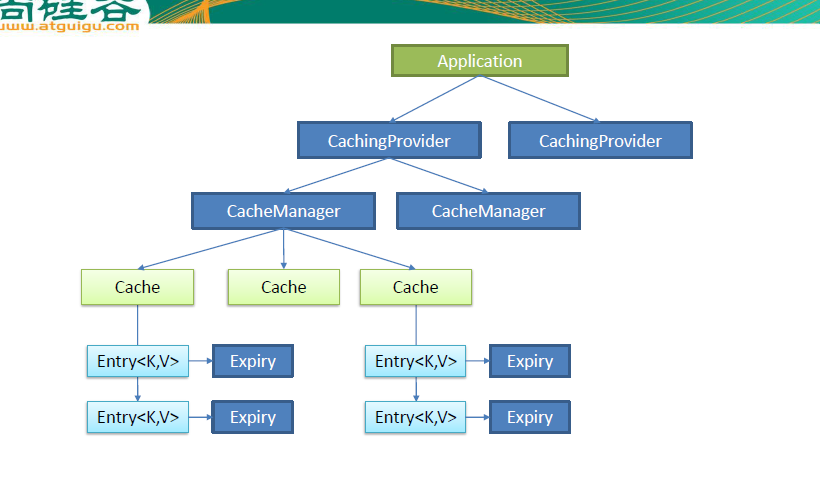 尚硅谷
www.atguigu.com
Application
CachingProvider
CachingProvider
CacheManager
CacheManager
Cache
Cache
Cache
Entry<K,V>
Expiry
Entry<K,V>
Expiry
Entry<K,V>
Expiry
Entry<K,V>
Expiry